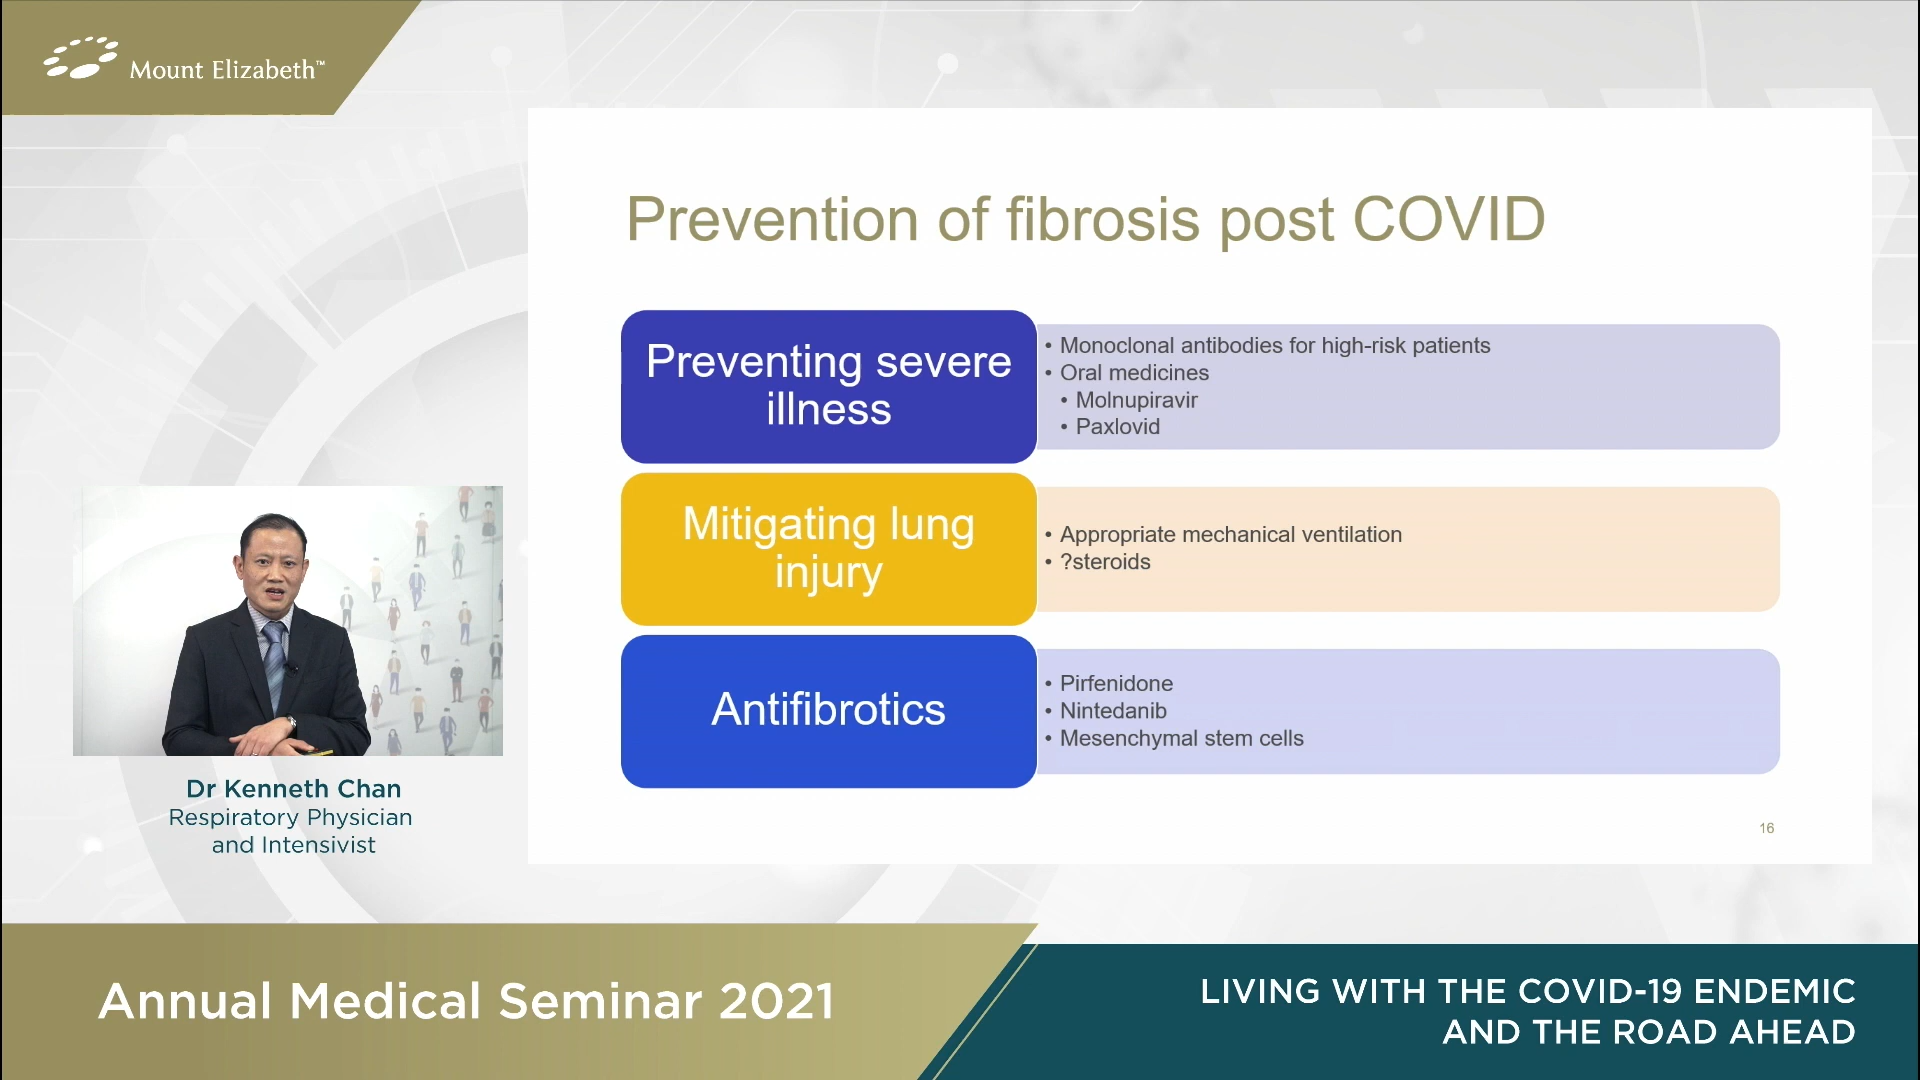 Mount Elizabeth™
Prevention of fibrosis post COVID
Preventing severe
illness
• Monoclonal antibodies for high-risk patients
• Oral medicines
• Molnupiravir
• Paxlovid
Mitigating lung
injury
• Appropriate mechanical ventilation
• ?steroids
Antifibrotics
• Pirfenidone
• Nintedanib
• Mesenchymal stem cells
16
Dr Kenneth Chan
Respiratory Physician
and Intensivist
Annual Medical Seminar 2021
LIVING WITH THE COVID-19 ENDEMIC
AND THE ROAD AHEAD